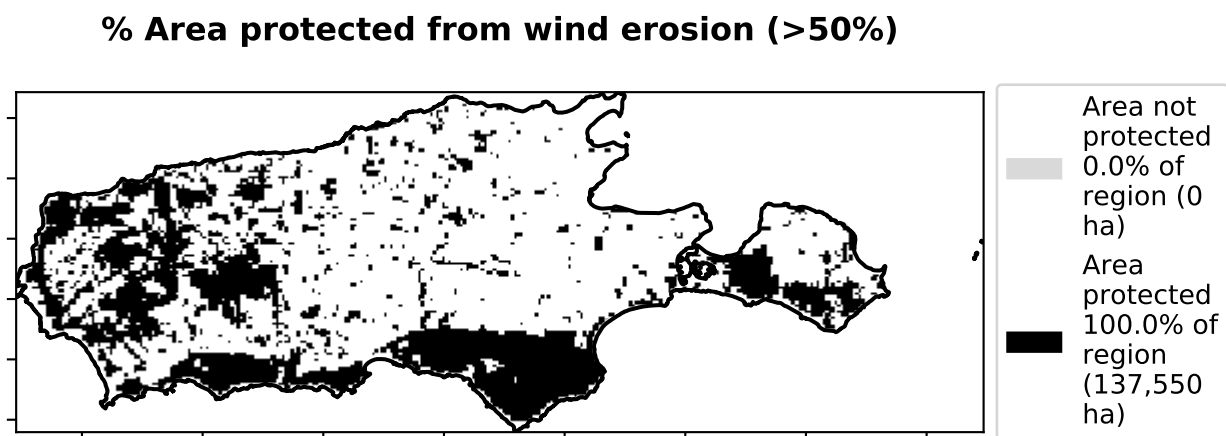 % Area protected from wind erosion (>50%)
Area not
protected
0.0% of
region (0
ha)
Area
protected
100.0% of
region
(137,550
ha)